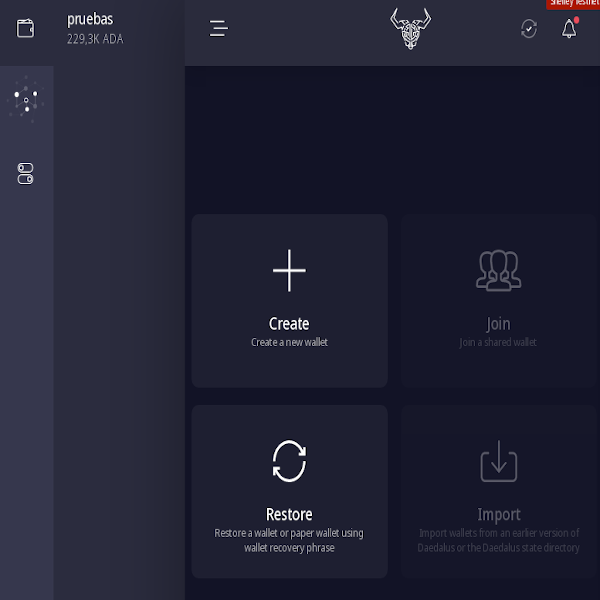 Shelley Testnet
pruebas
229,3K ADA
Create
Create a new wallet
Join
Join a shared wallet
Restore
Restore a wallet or paper wallet using
wallet recovery phrase
Import
Import wallets from an earlier version of
Daedalus or the Daedalus state directory